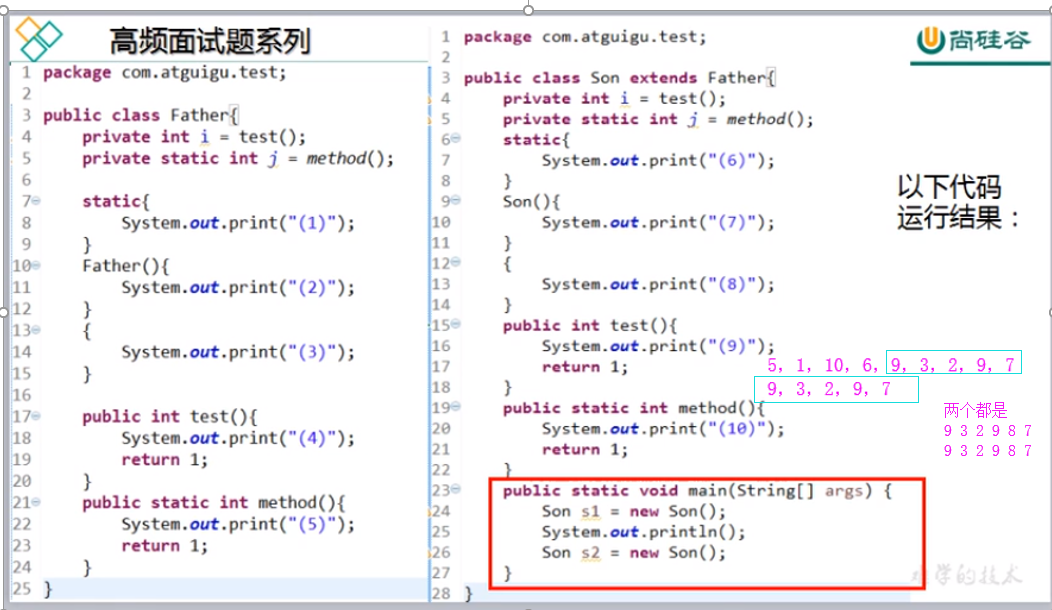 高频面试题系列
尚硅谷
1 package com.atguigu.test;
2
3 public class Father{
4 private int i = test();
5 private static int j = method();
6
7 static{
8 System.out.print("(1)");
9 }
10 Father(){
11 System.out.print("(2)");
12 }
13 {
14 System.out.print("(3)");
15 }
16
17 public int test(){
18 System.out.print("(4)");
19 return 1;
20 }
21 public static int method(){
22 System.out.print("(5)");
23 return 1;
24 }
25 }
1 package com.atguigu.test;
2
3 public class Son extends Father{
4 private int i = test();
5 private static int j = method();
6 static{
7 System.out.print("(6)");
8 }
9 Son(){
10 System.out.print("(7)");
11 }
12 {
13 System.out.print("(8)");
14 }
15 public int test(){
16 System.out.print("(9)");
17 return 1;
18 }
19 public static int method(){
20 System.out.print("(10)");
21 return 1;
22 }
23 public static void main(String[] args) {
24 Son s1 = new Son();
25 System.out.println();
26 Son s2 = new Son();
27 }
28 }
以下代码
运行结果：
5, 1, 10, 6, 9, 3, 2, 9, 7
9, 3, 2, 9, 7
两个都是
9 3 2 9 8 7
9 3 2 9 8 7
学的技术